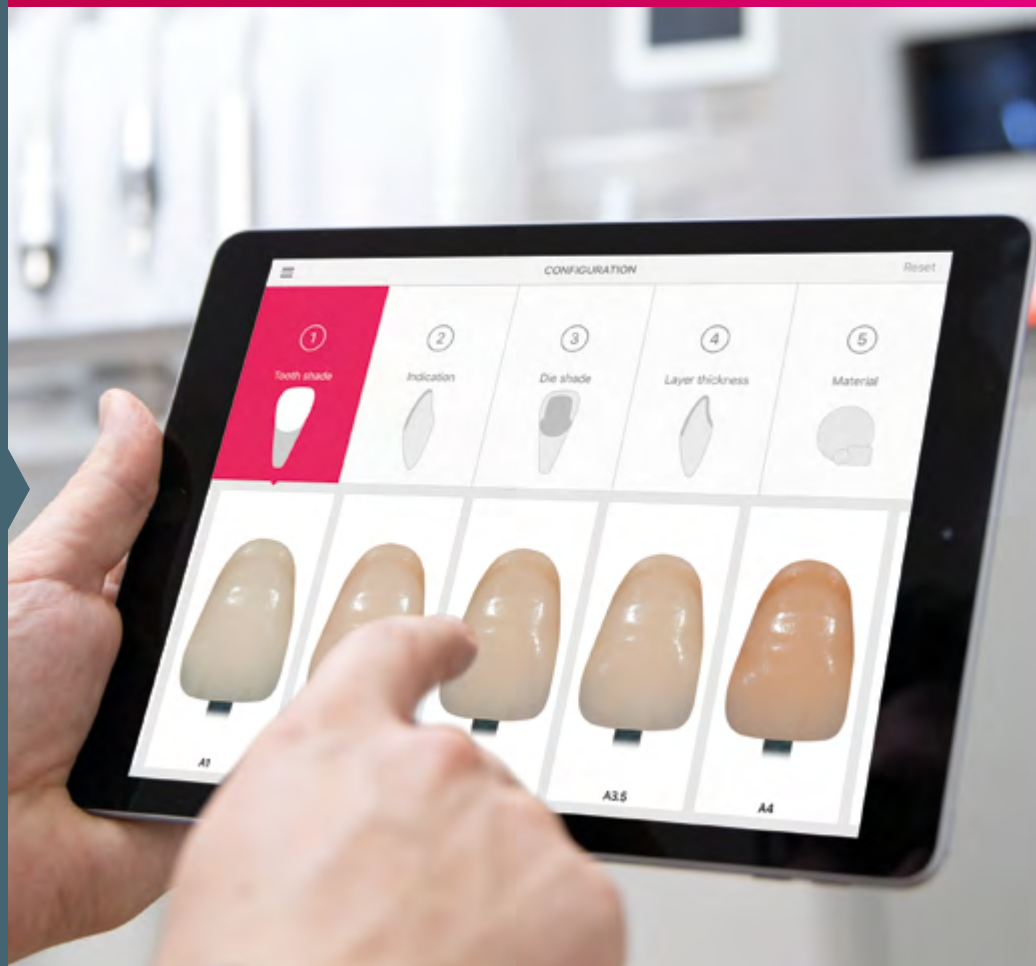 CONFIGURATION
Reset
1
2
3
4
5
Tooth shade
Indication
Die shade
Layer thickness
Material
A1
A3.5
A4